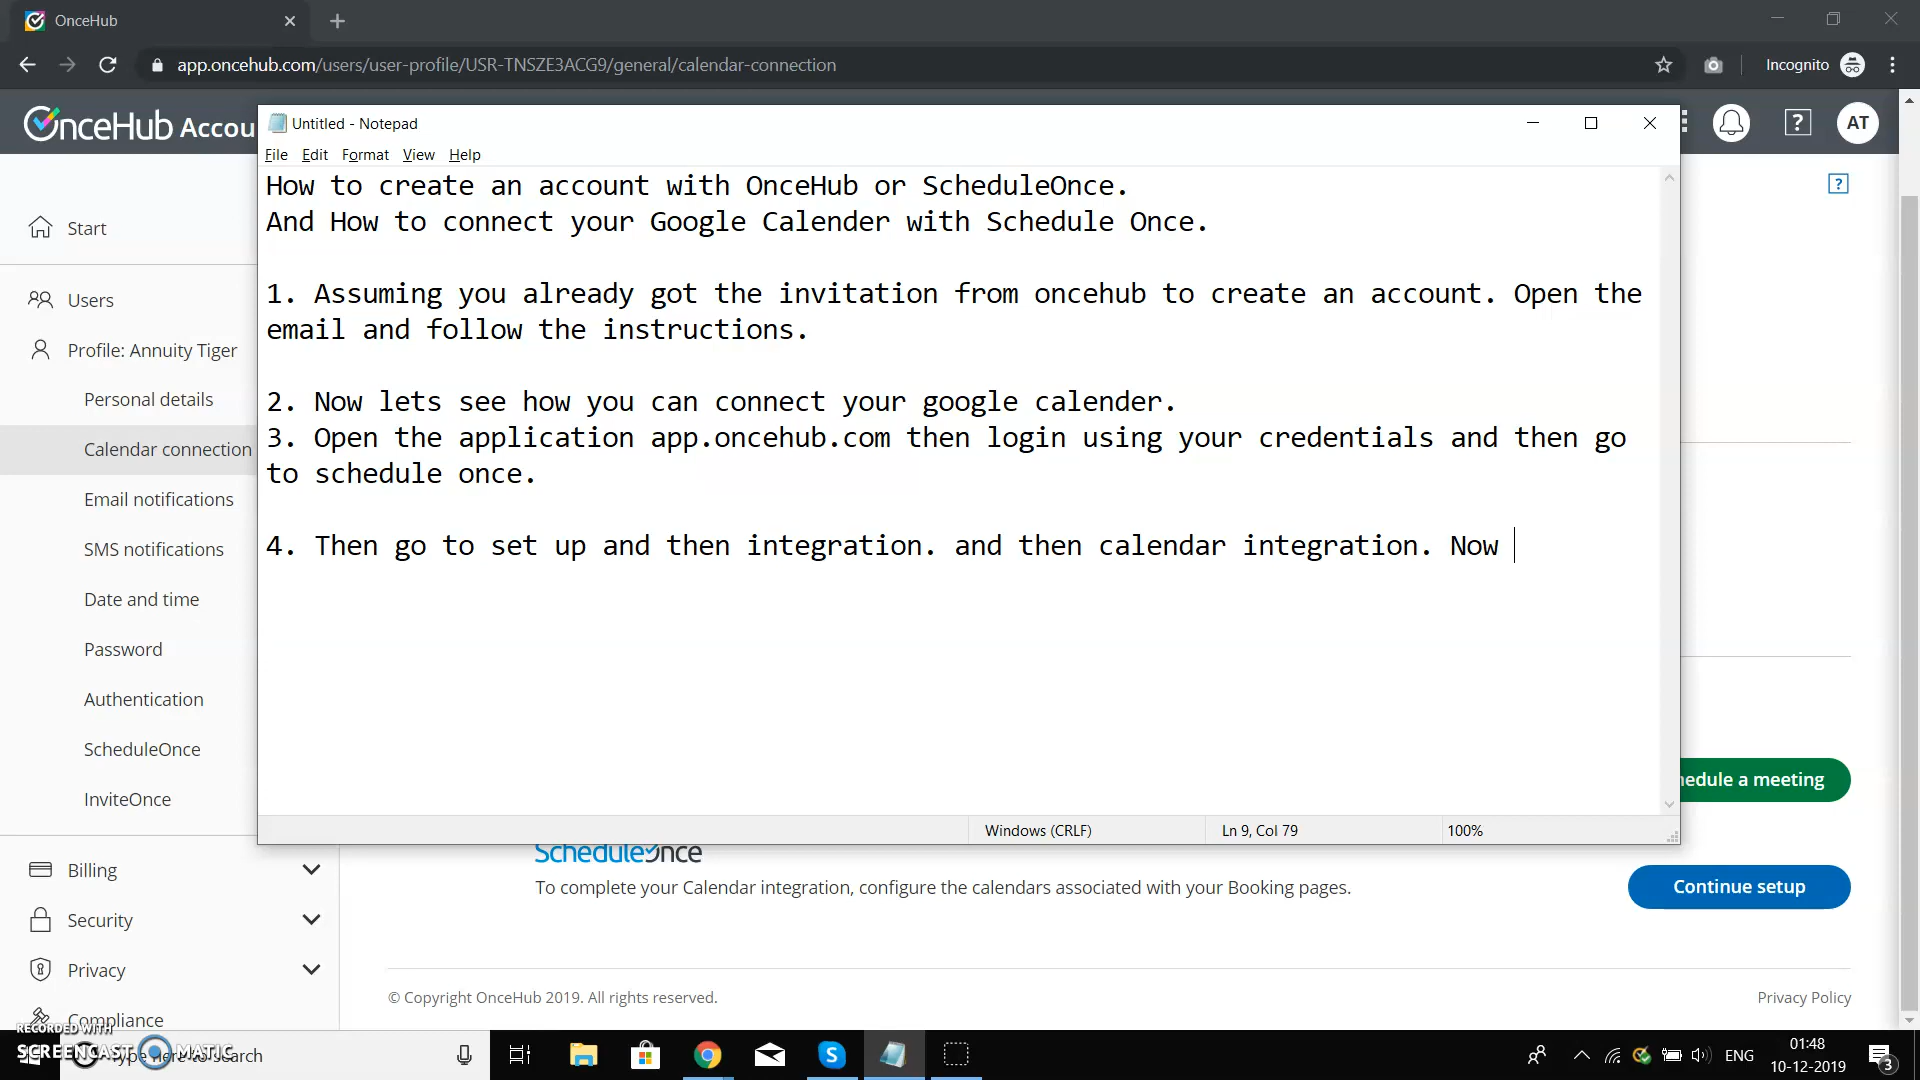 OnceHub
app.oncehub.com/users/user-profile/USR-TNSZE3ACG9/general/calendar-connection
Incognito
OnceHub Accou
AT
Untitled - Notepad
File Edit Format View Help
How to create an account with OnceHub or ScheduleOnce.
And How to connect your Google Calender with Schedule Once.
1. Assuming you already got the invitation from oncehub to create an account. Open the
email and follow the instructions.
2. Now lets see how you can connect your google calender.
3. Open the application app.oncehub.com then login using your credentials and then go
to schedule once.
4. Then go to set up and then integration. and then calendar integration. Now
Windows (CRLF)
Ln 9, Col 79
100%
?
?
Start
Users
Profile: Annuity Tiger
Personal details
Calendar connection
Email notifications
SMS notifications
Date and time
Password
Authentication
ScheduleOnce
InviteOnce
Billing
Security
Privacy
Compliance
hedule a meeting
ScheduleOnce
To complete your Calendar integration, configure the calendars associated with your Booking pages.
Continue setup
© Copyright OnceHub 2019. All rights reserved.
Privacy Policy
RECORDED WITH
SCREENCAST MATIC
Type here to search
ENG
01:48
10-12-2019
3